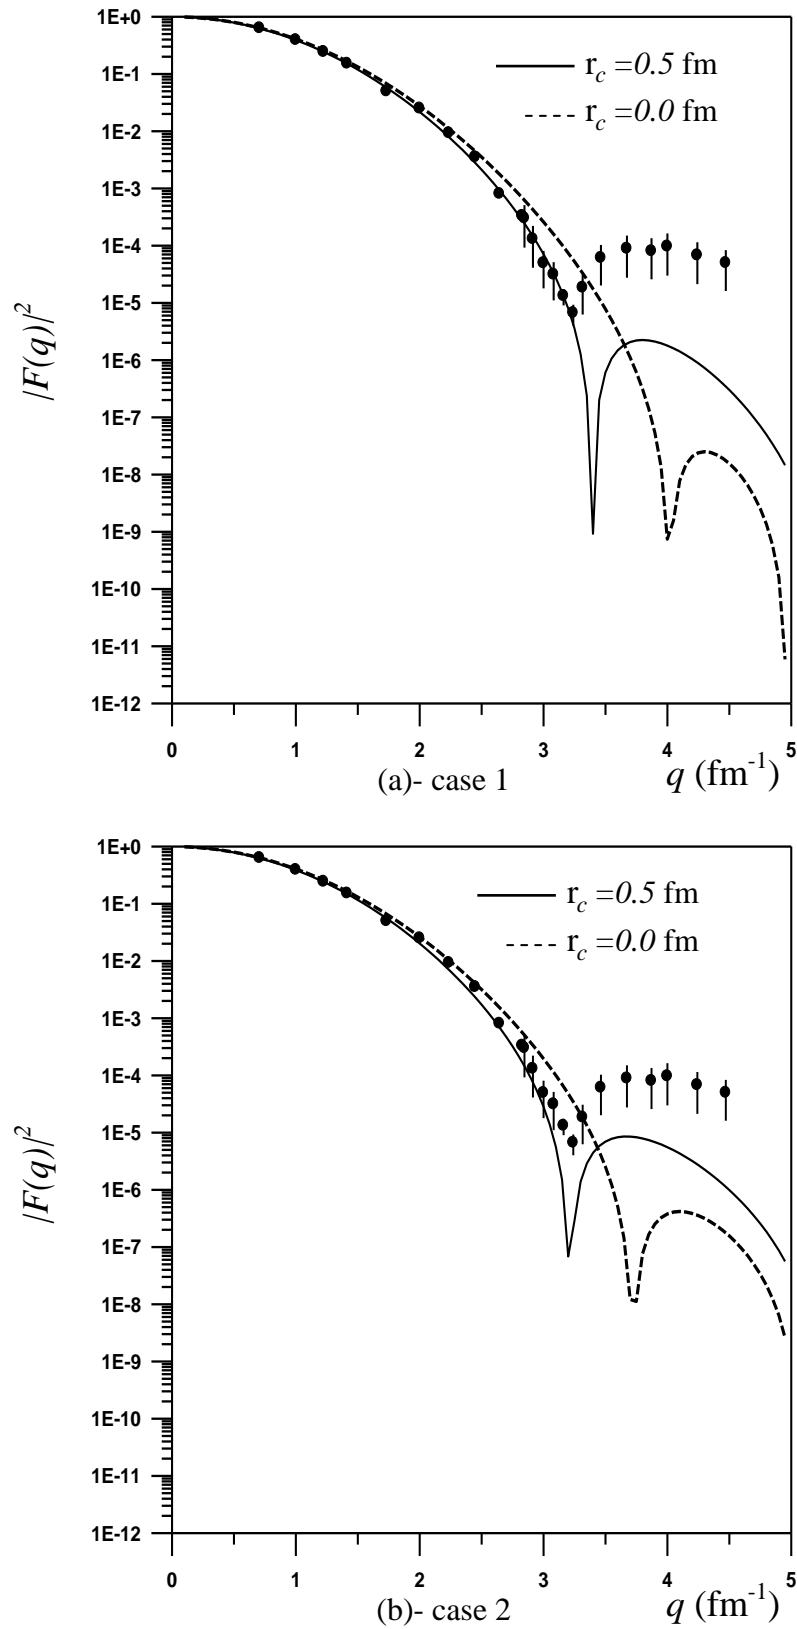 1E+0
r_c =0.5 fm
1E-1
r_c =0.0 fm
1E-2
1E-3
1E-4
1E-5
|F(q)|²
1E-6
1E-7
1E-8
1E-9
1E-10
1E-11
1E-12
0 1 2 3 4 5
(a)- case 1 q (fm⁻¹)
1E+0
r_c =0.5 fm
1E-1
r_c =0.0 fm
1E-2
1E-3
1E-4
1E-5
|F(q)|²
1E-6
1E-7
1E-8
1E-9
1E-10
1E-11
1E-12
0 1 2 3 4 5
(b)- case 2 q (fm⁻¹)